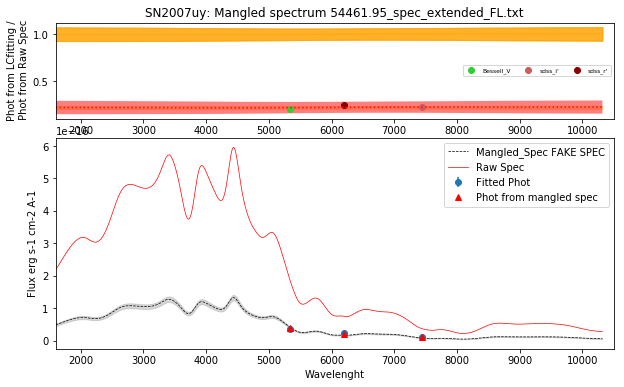 SN2007uy: Mangled spectrum 54461.95_spec_extended_FL.txt
Phot from LCfitting /
Phot from Raw Spec
1.0
0.5
Bessell_V
sdss_i'
sdss_r'
2000 3000 4000 5000 6000 7000 8000 9000 10000
1e−16
Flux erg s-1 cm-2 A-1
6
5
4
3
2
1
0
Mangled_Spec FAKE SPEC
Raw Spec
Fitted Phot
Phot from mangled spec
2000 3000 4000 5000 6000 7000 8000 9000 10000
Wavelenght